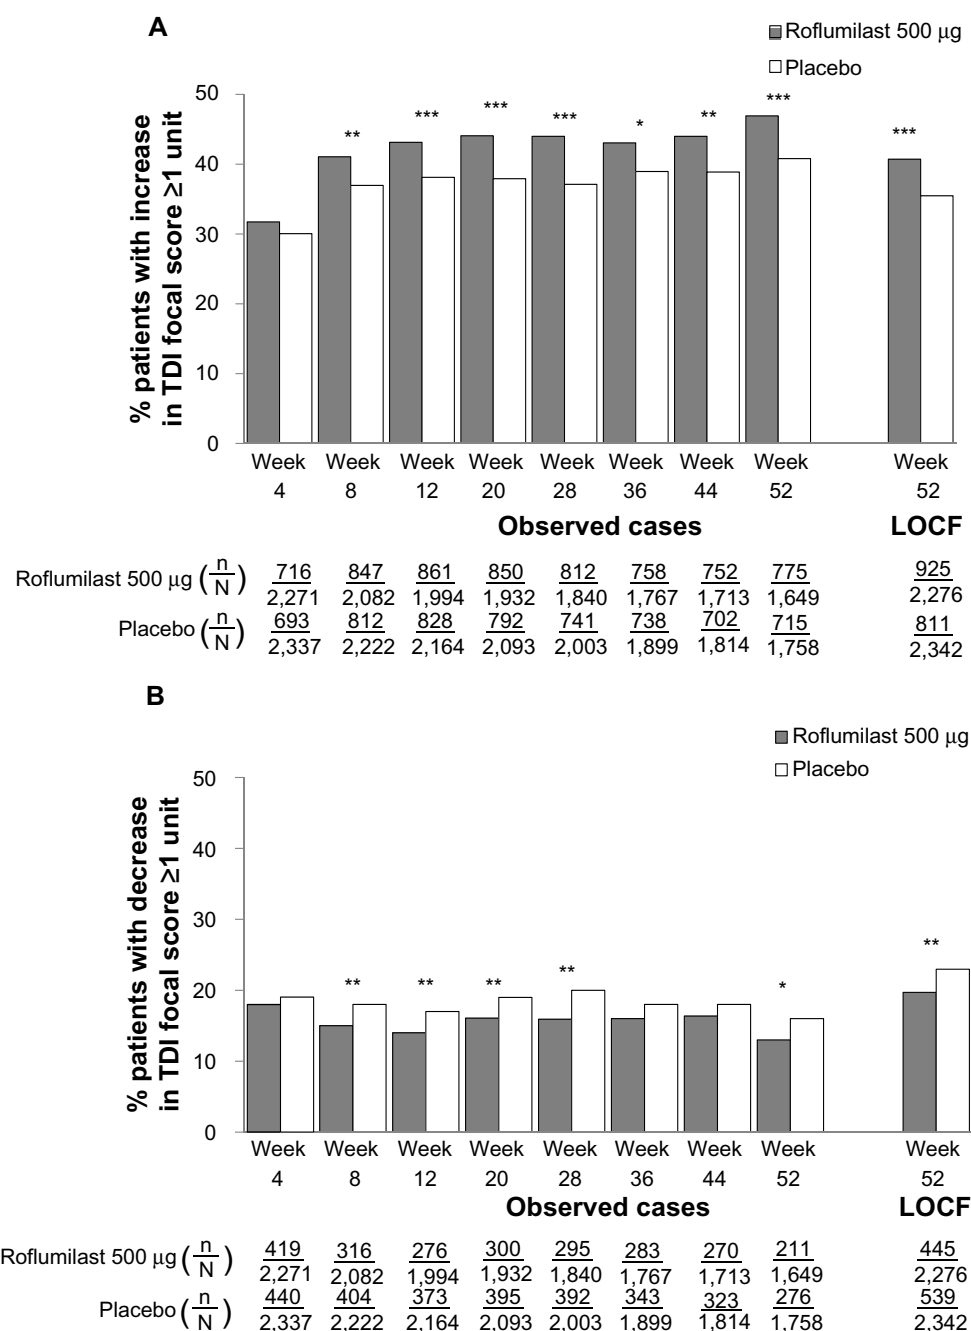 A
Roflumilast 500 µg
Placebo
% patients with increase
in TDI focal score ≥1 unit
50
40
30
20
10
0
** *** *** *** * ** *** ***
Week Week Week Week Week Week Week Week Week
4 8 12 20 28 36 44 52 52
Observed cases LOCF
Roflumilast 500 µg (n/N) 716/2,271 847/2,082 861/1,994 850/1,932 812/1,840 758/1,767 752/1,713 775/1,649 925/2,276
Placebo (n/N) 693/2,337 812/2,222 828/2,164 792/2,093 741/2,003 738/1,899 702/1,814 715/1,758 811/2,342
B
Roflumilast 500 µg
Placebo
% patients with decrease
in TDI focal score ≥1 unit
50
40
30
20
10
0
** ** ** ** * **
Week Week Week Week Week Week Week Week Week
4 8 12 20 28 36 44 52 52
Observed cases LOCF
Roflumilast 500 µg (n/N) 419/2,271 316/2,082 276/1,994 300/1,932 295/1,840 283/1,767 270/1,713 211/1,649 445/2,276
Placebo (n/N) 440/2,337 404/2,222 373/2,164 395/2,093 392/2,003 343/1,899 323/1,814 276/1,758 539/2,342